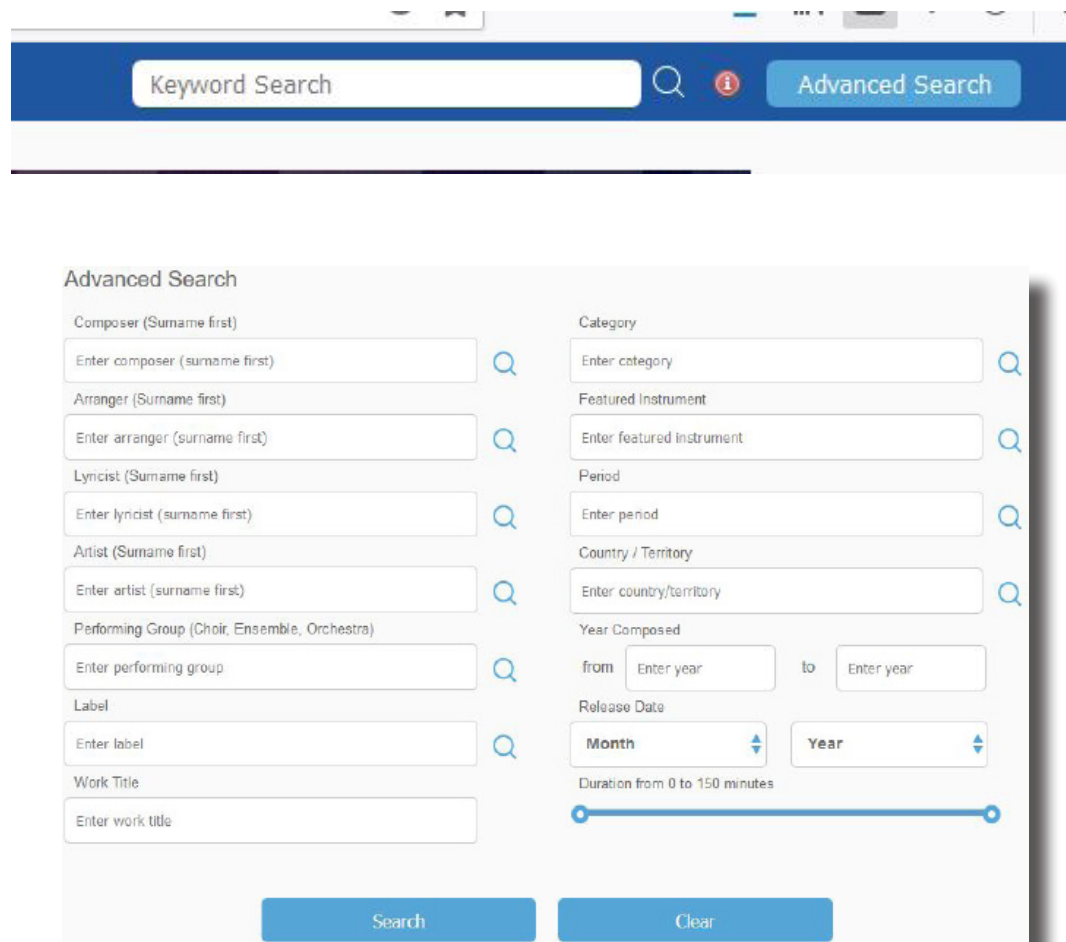 Keyword Search
Advanced Search
Advanced Search
Composer (Surname first)
Enter composer (surname first)
Arranger (Surname first)
Enter arranger (surname first)
Lyricist (Surname first)
Enter lyricist (surname first)
Artist (Surname first)
Enter artist (surname first)
Performing Group (Choir, Ensemble, Orchestra)
Enter performing group
Label
Enter label
Work Title
Enter work title
Category
Enter category
Featured Instrument
Enter featured instrument
Period
Enter period
Country / Territory
Enter country/territory
Year Composed
from Enter year to Enter year
Release Date
Month Year
Duration from 0 to 150 minutes
Search Clear